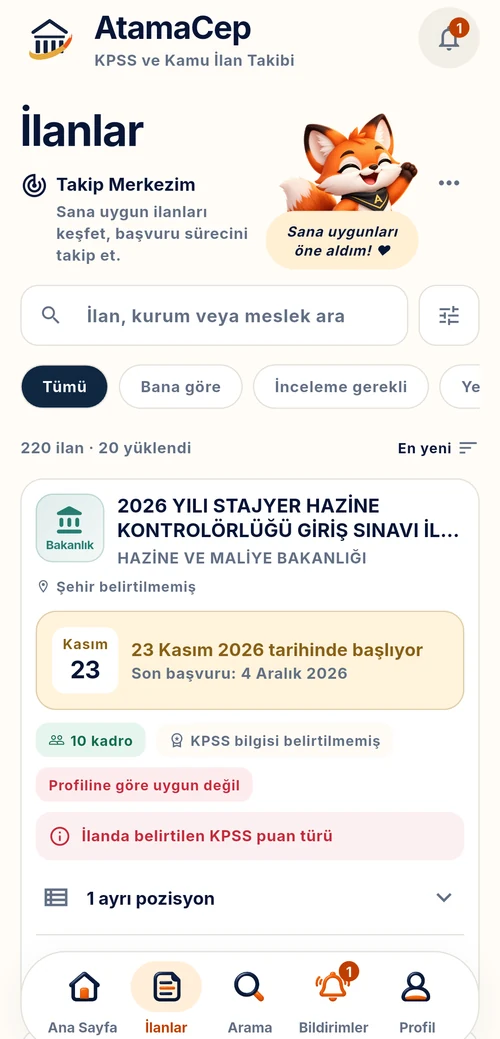 AtamaCep
KPSS ve Kamu İlan Takibi
1
İlanlar
Takip Merkezim
Sana uygun ilanları
keşfet, başvuru sürecini
takip et.
A
Sana uygunları
öne aldım! ♥
İlan, kurum veya meslek ara
Tümü
Bana göre
İnceleme gerekli
Ye
220 ilan · 20 yüklendi
En yeni
Bakanlık
2026 YILI STAJYER HAZİNE
KONTROLÖRLÜĞÜ GİRİŞ SINAVI İL...
HAZİNE VE MALİYE BAKANLIĞI
Şehir belirtilmemiş
Kasım
23
23 Kasım 2026 tarihinde başlıyor
Son başvuru: 4 Aralık 2026
10 kadro
KPSS bilgisi belirtilmemiş
Profiline göre uygun değil
İlanda belirtilen KPSS puan türü
1 ayrı pozisyon
1
Ana Sayfa
İlanlar
Arama
Bildirimler
Profil